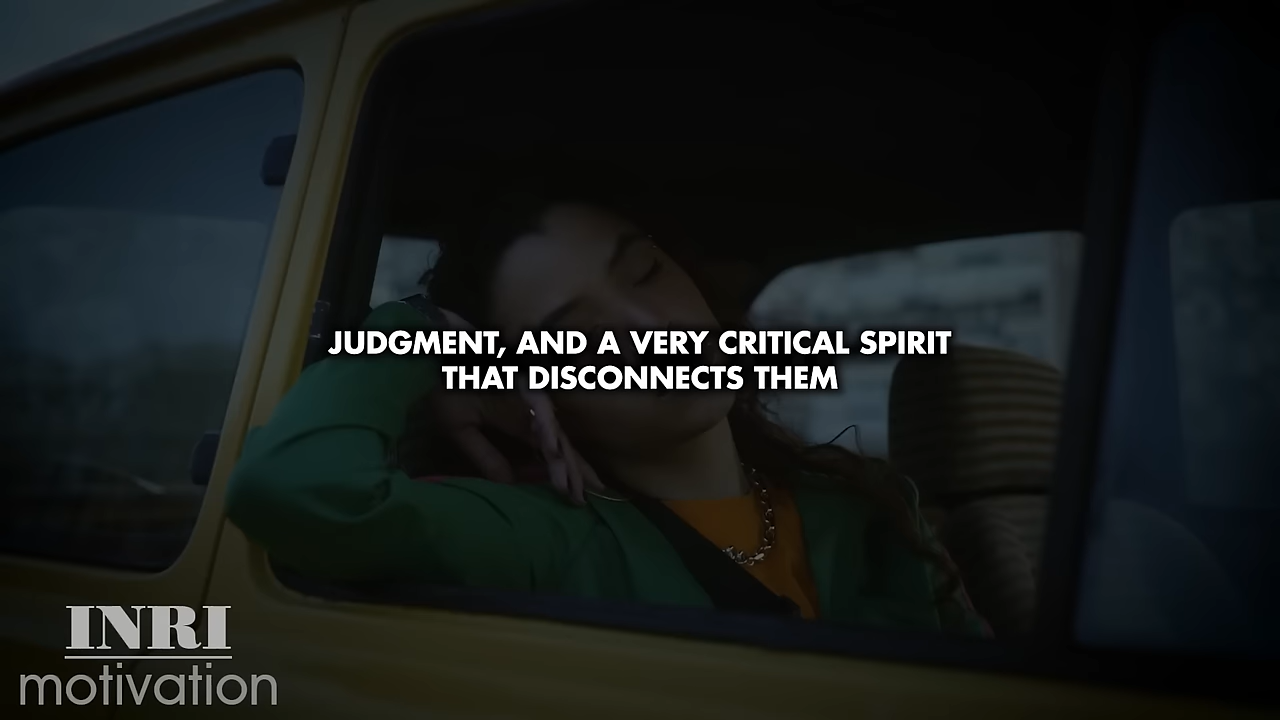 JUDGMENT, AND A VERY CRITICAL SPIRIT
THAT DISCONNECTS THEM
INRI
motivation